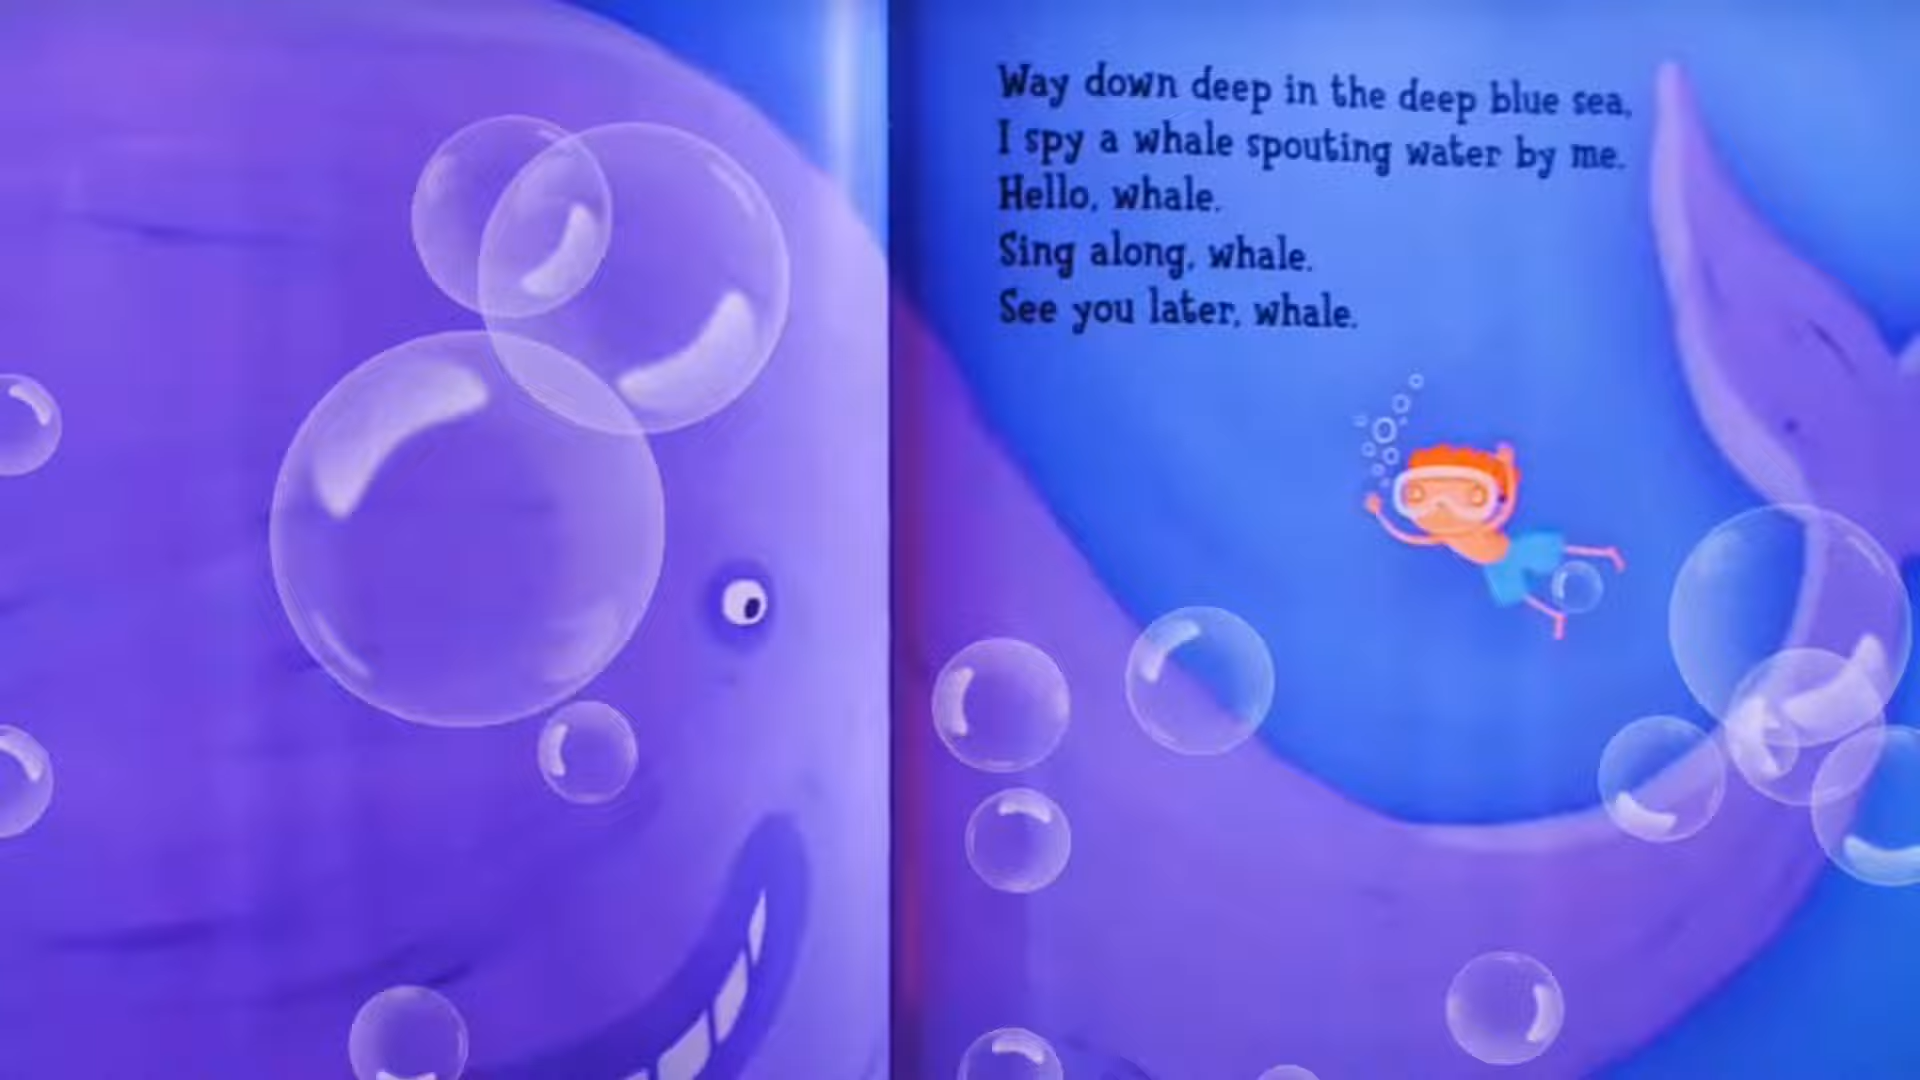 Way down deep in the deep blue sea,
I spy a whale spouting water by me.
Hello, whale.
Sing along, whale.
See you later, whale.